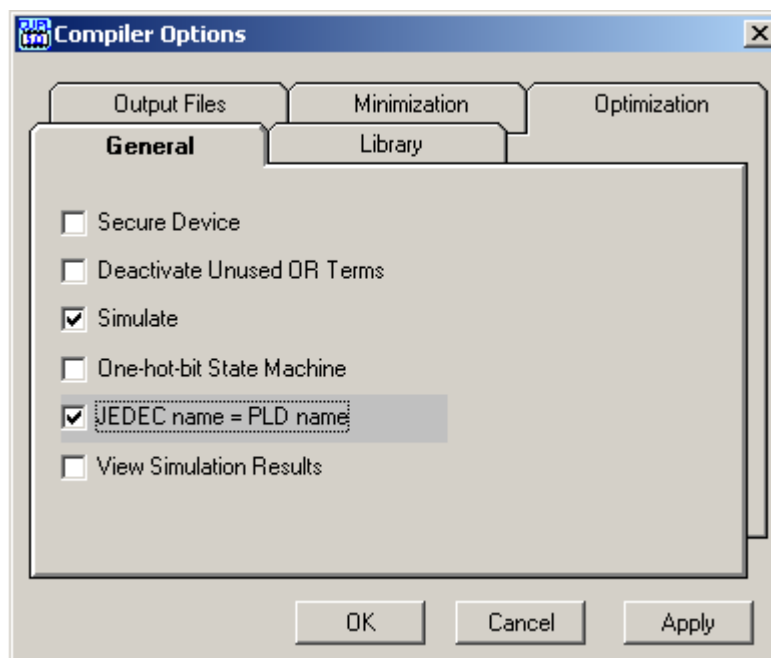 Compiler Options
Output Files
Minimization
Optimization
General
Library
Secure Device
Deactivate Unused OR Terms
Simulate
One-hot-bit State Machine
JEDEC name = PLD name
View Simulation Results
OK
Cancel
Apply